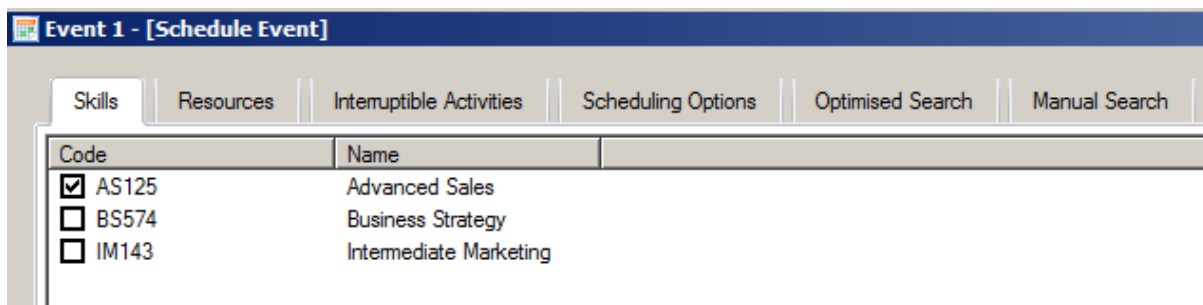 Event 1 - [Schedule Event]
Skills Resources Interruptible Activities Scheduling Options Optimised Search Manual Search
Code Name
AS125 Advanced Sales
BS574 Business Strategy
IM143 Intermediate Marketing